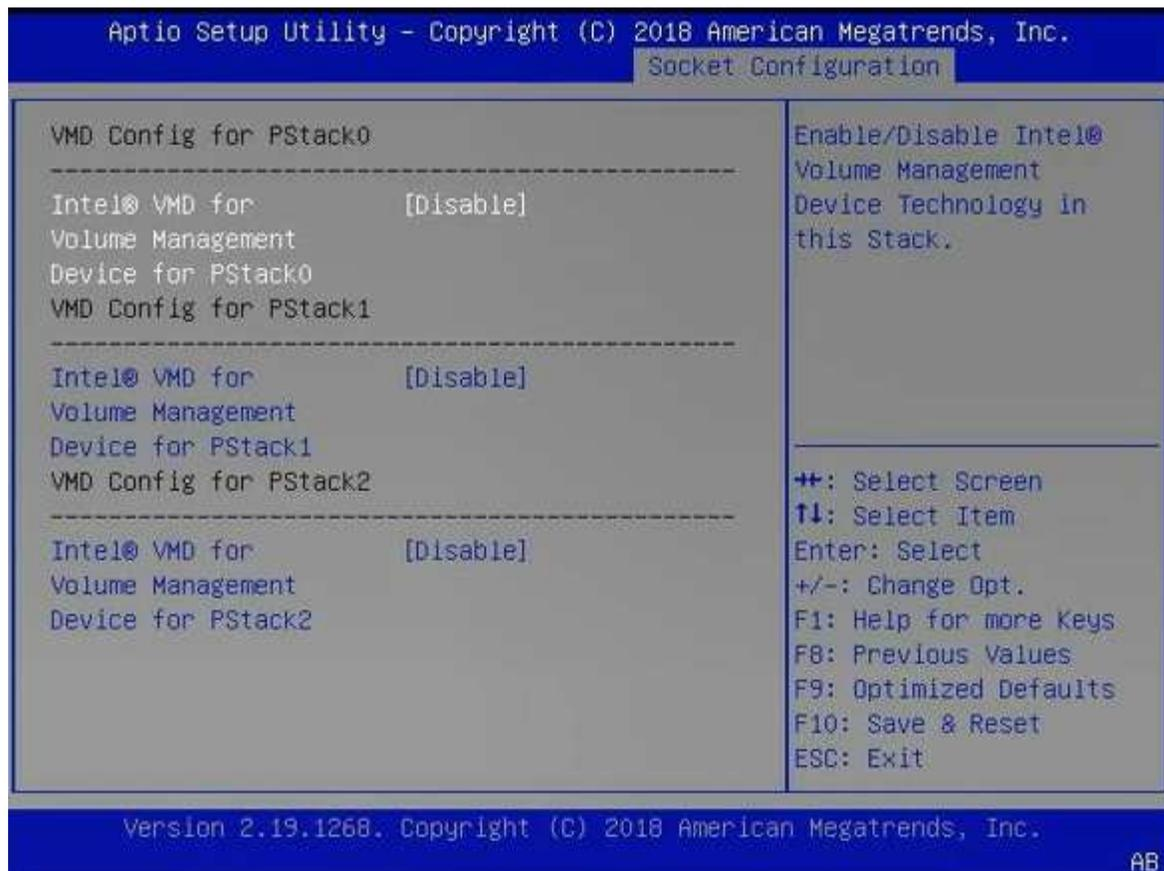 Aptio Setup Utility – Copyright (C) 2018 American Megatrends, Inc.
Socket Configuration
VMD Config for PStack0
------------------------------------------------
Intel® VMD for [Disable]
Volume Management
Device for PStack0
VMD Config for PStack1
------------------------------------------------
Intel® VMD for [Disable]
Volume Management
Device for PStack1
VMD Config for PStack2
------------------------------------------------
Intel® VMD for [Disable]
Volume Management
Device for PStack2
Enable/Disable Intel®
Volume Management
Device Technology in
this Stack.
→←: Select Screen
↑↓: Select Item
Enter: Select
+/-: Change Opt.
F1: Help for more Keys
F8: Previous Values
F9: Optimized Defaults
F10: Save & Reset
ESC: Exit
Version 2.19.1268. Copyright (C) 2018 American Megatrends, Inc.
AB